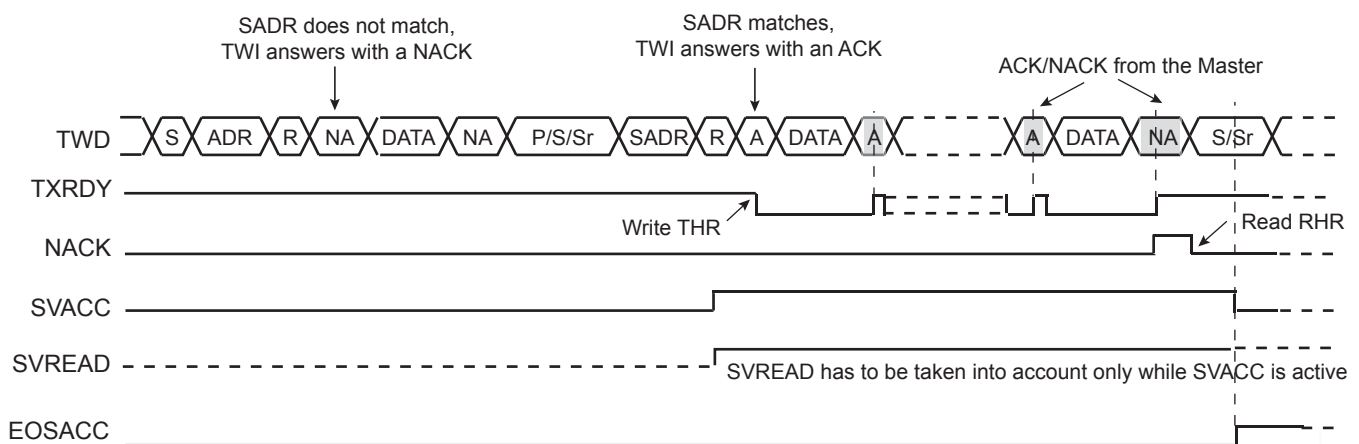 SADR does not match,
TWI answers with a NACK
SADR matches,
TWI answers with an ACK
ACK/NACK from the Master
TWD S ADR R NA DATA NA P/S/Sr SADR R A DATA A A DATA NA S/Sr
TXRDY
Write THR
Read RHR
NACK
SVACC
SVREAD
SVREAD has to be taken into account only while SVACC is active
EOSACC